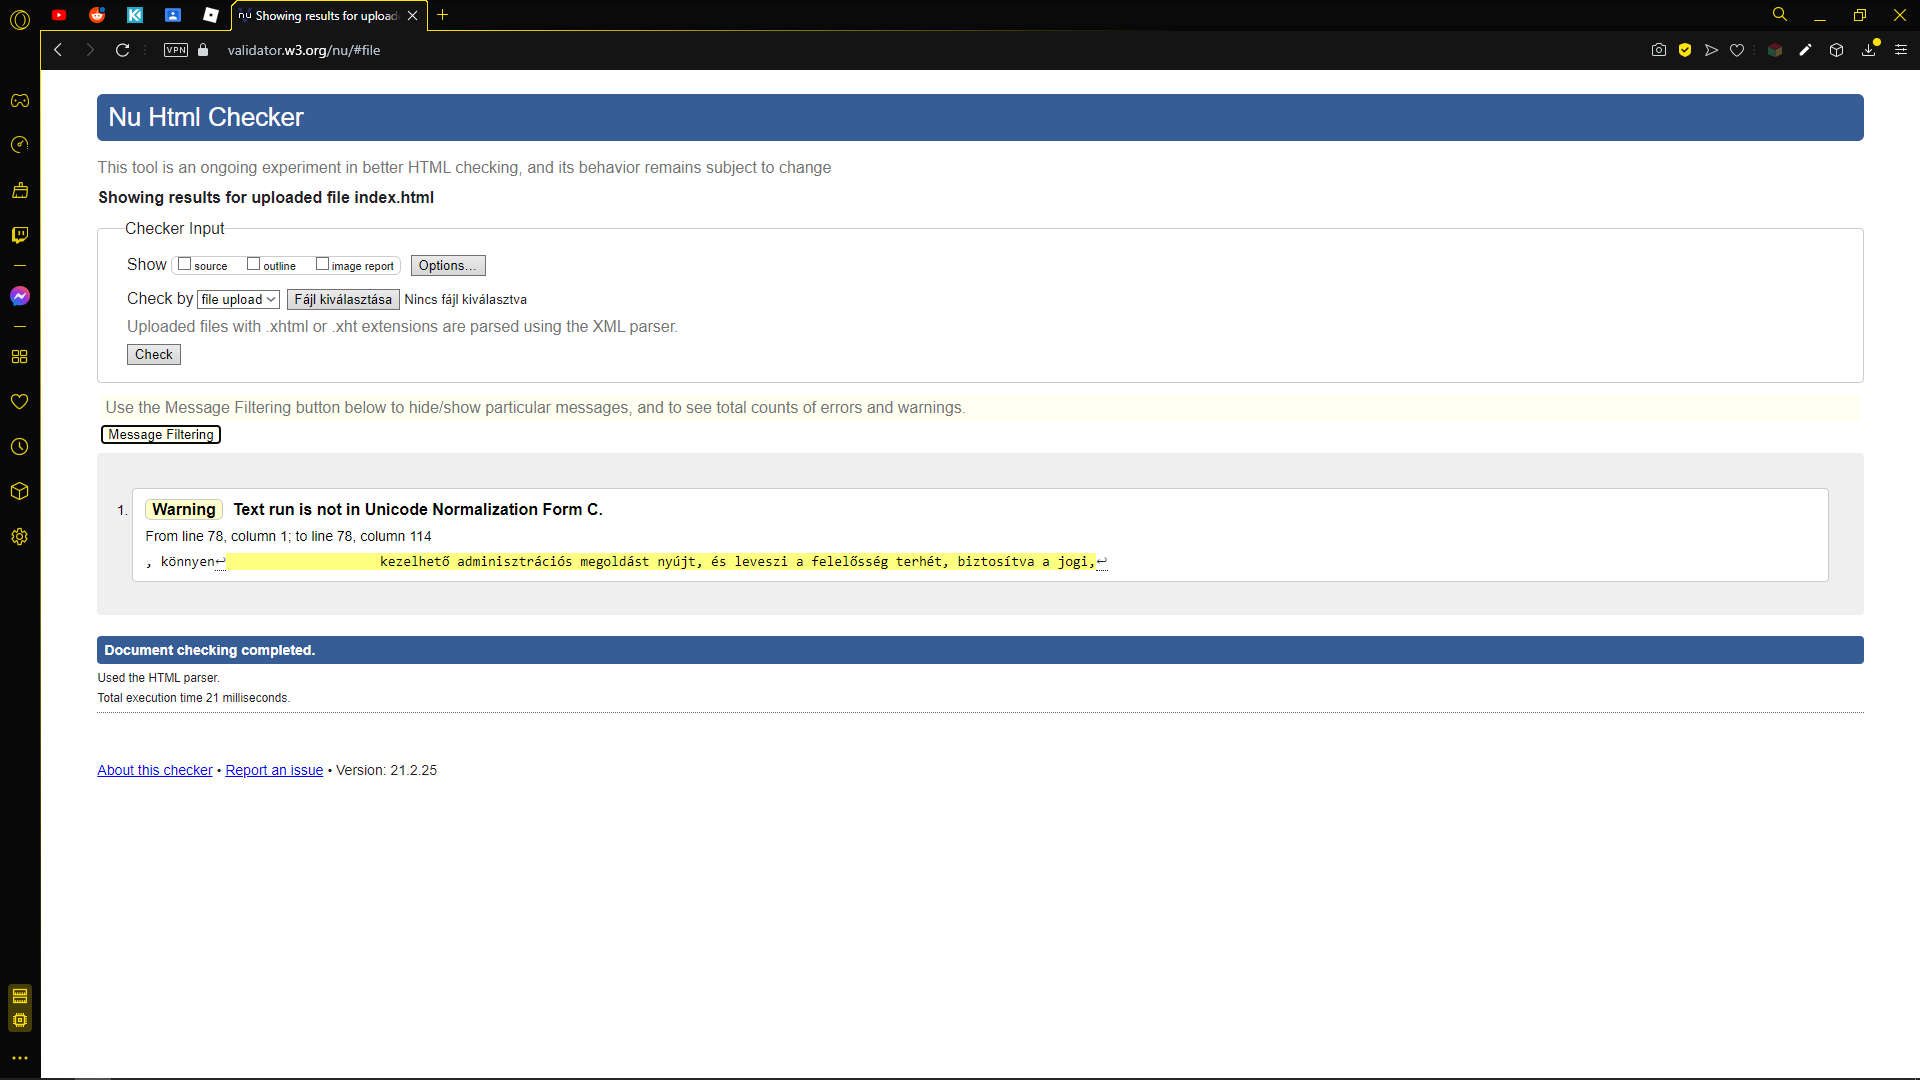 Showing results for upload
VPN
validator.w3.org/nu/#file
Nu Html Checker
This tool is an ongoing experiment in better HTML checking, and its behavior remains subject to change
Showing results for uploaded file index.html
Checker Input
Show source outline image report Options...
Check by file upload Fájl kiválasztása Nincs fájl kiválasztva
Uploaded files with .xhtml or .xht extensions are parsed using the XML parser.
Check
Use the Message Filtering button below to hide/show particular messages, and to see total counts of errors and warnings.
Message Filtering
1. Warning Text run is not in Unicode Normalization Form C.
From line 78, column 1; to line 78, column 114
, könnyen↩ kezelhető adminisztrációs megoldást nyújt, és leveszi a felelősség terhét, biztosítva a jogi,↩
Document checking completed.
Used the HTML parser.
Total execution time 21 milliseconds.
About this checker • Report an issue • Version: 21.2.25